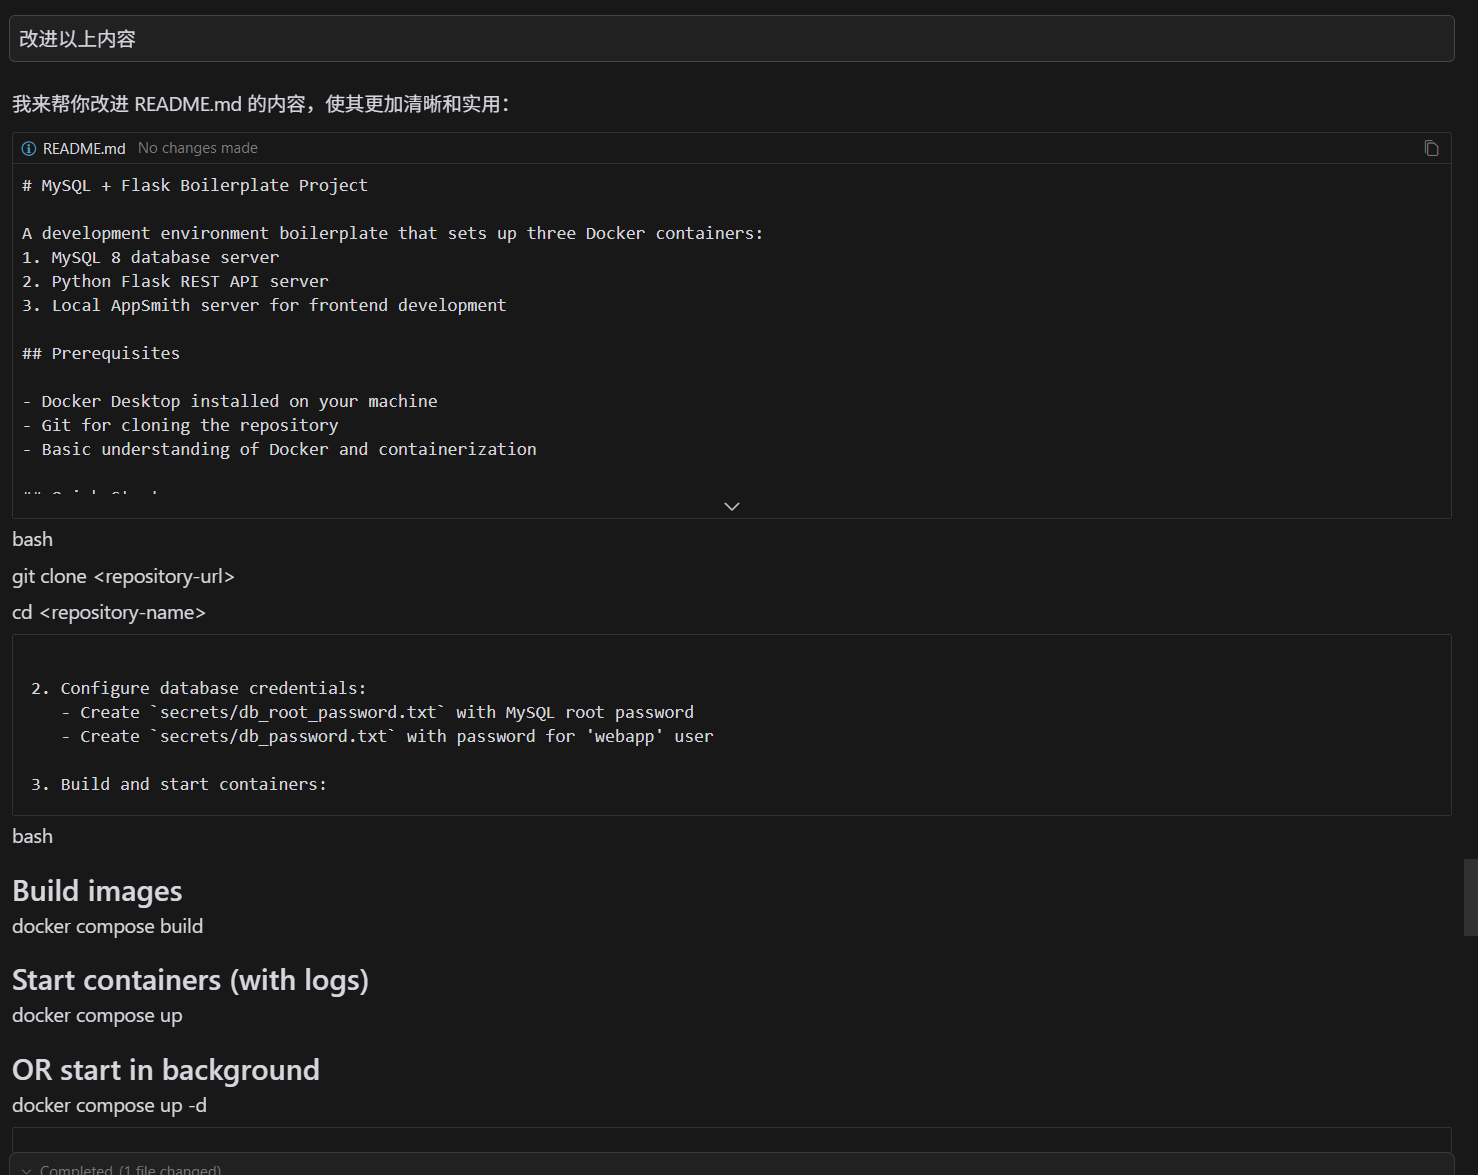 改进以上内容
我来帮你改进 README.md 的内容，使其更加清晰和实用：
README.md No changes made
# MySQL + Flask Boilerplate Project
A development environment boilerplate that sets up three Docker containers:
1. MySQL 8 database server
2. Python Flask REST API server
3. Local AppSmith server for frontend development
## Prerequisites
- Docker Desktop installed on your machine
- Git for cloning the repository
- Basic understanding of Docker and containerization
bash
git clone <repository-url>
cd <repository-name>
2. Configure database credentials:
- Create `secrets/db_root_password.txt` with MySQL root password
- Create `secrets/db_password.txt` with password for 'webapp' user
3. Build and start containers:
bash
Build images
docker compose build
Start containers (with logs)
docker compose up
OR start in background
docker compose up -d
Completed (1 file changed)